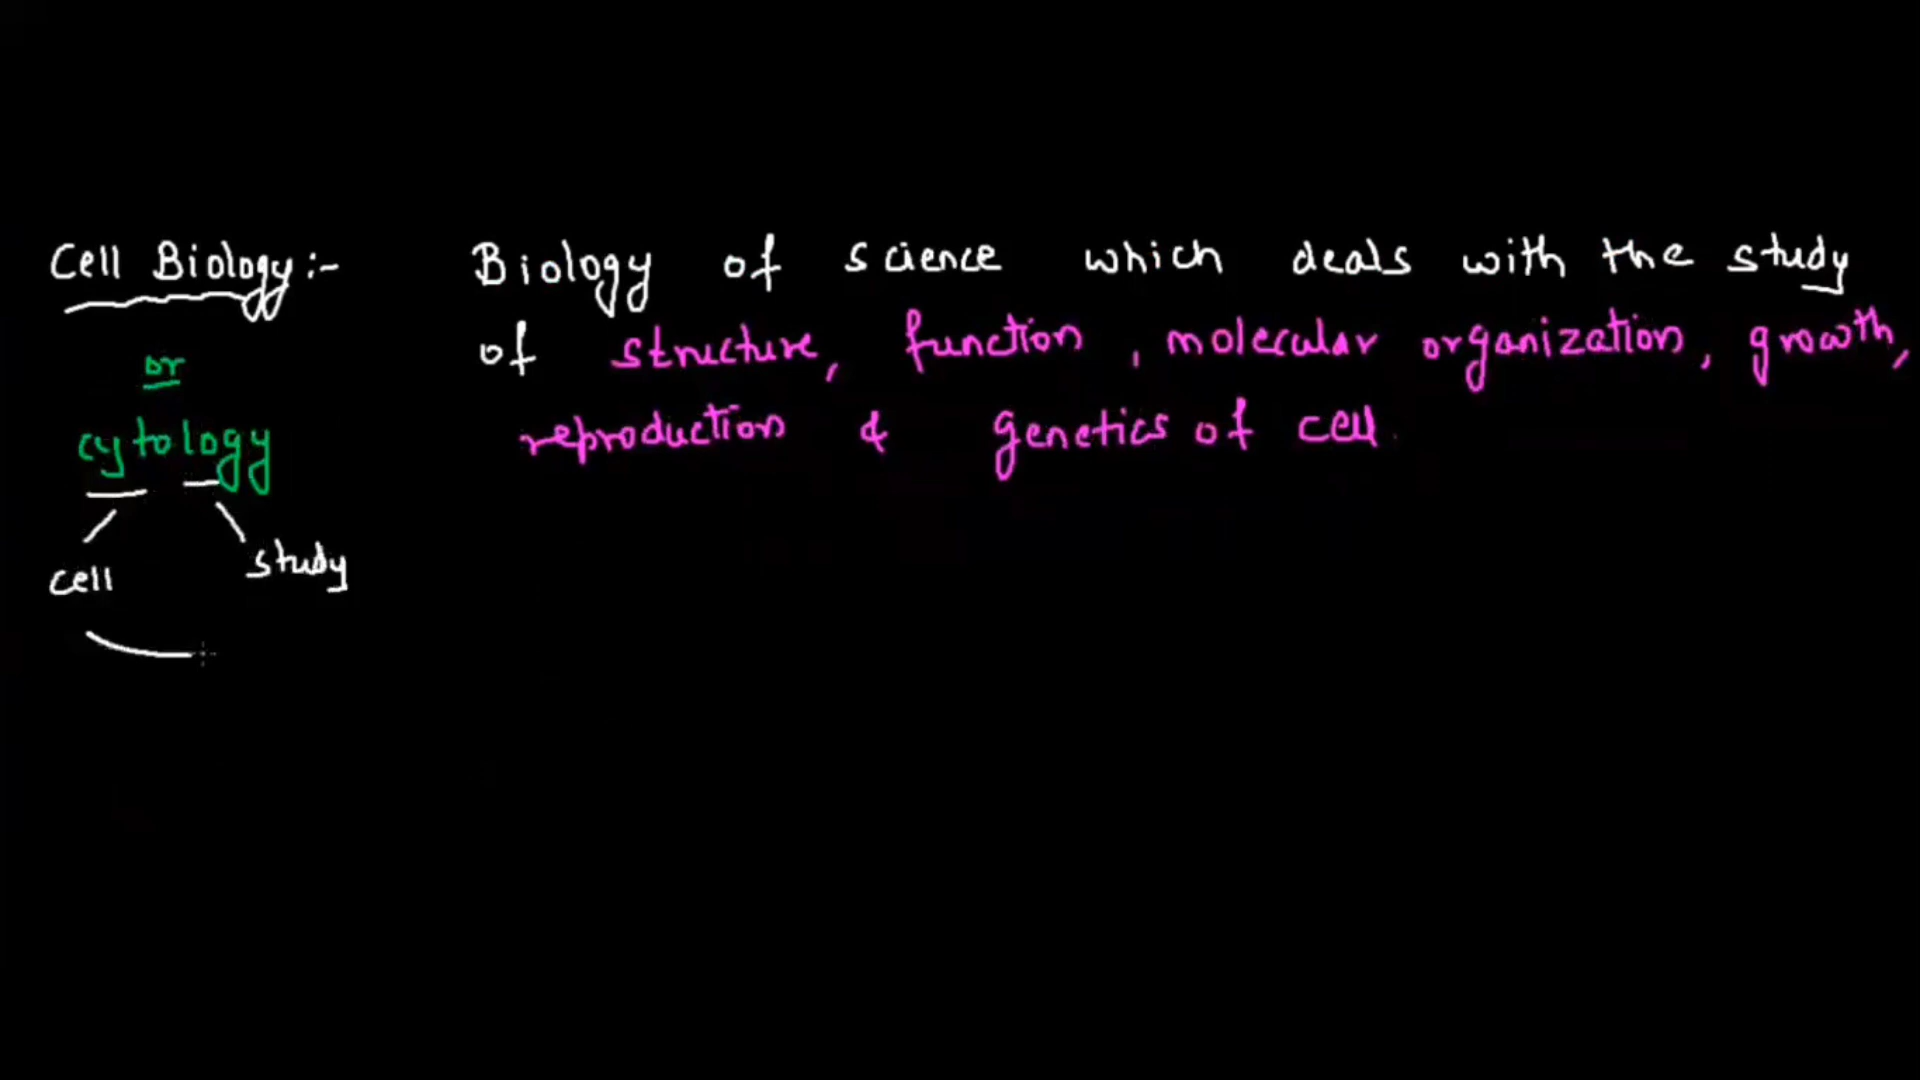 Cell Biology :-
Biology of science which deals with the study
of structure, function, molecular organization, growth,
reproduction & genetics of cell.
or
cytology
cell
study